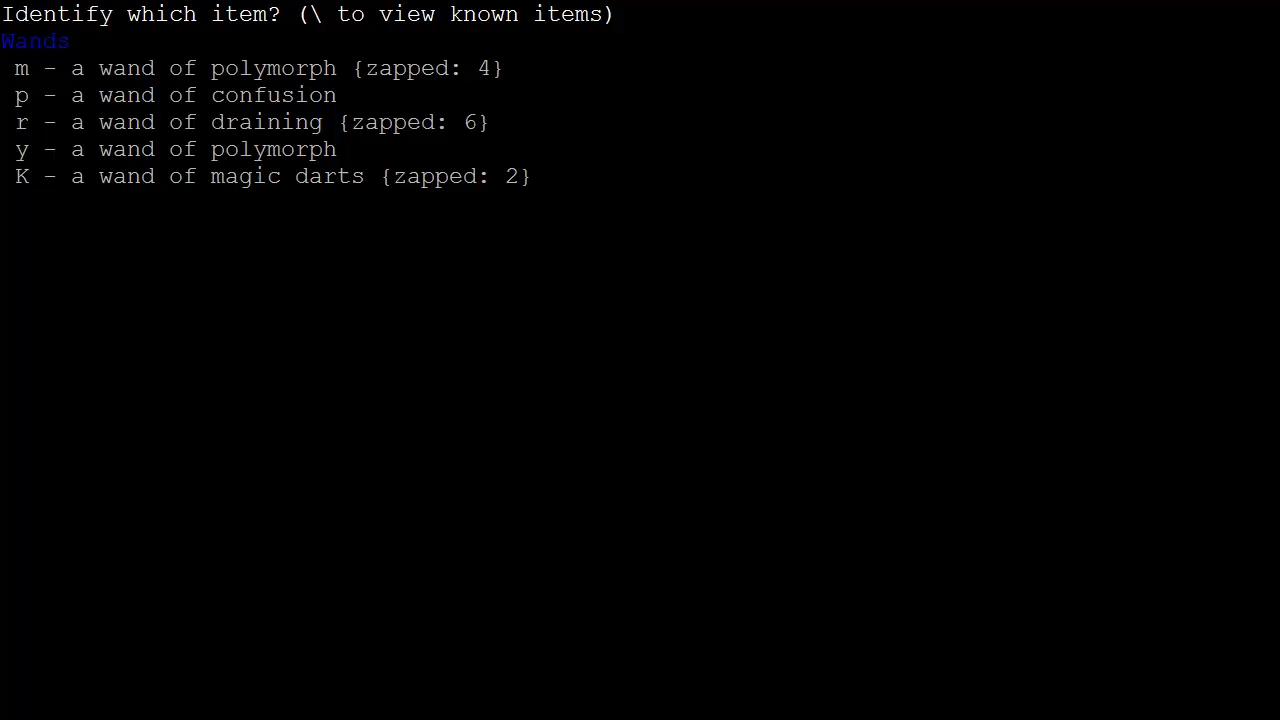 Identify which item? (\ to view known items)
Wands
m - a wand of polymorph {zapped: 4}
p - a wand of confusion
r - a wand of draining {zapped: 6}
y - a wand of polymorph
K - a wand of magic darts {zapped: 2}